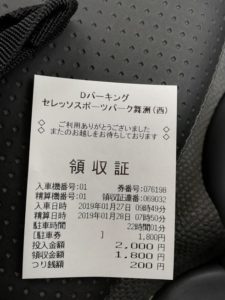 Dパーキング
セレッソスポーツパーク舞洲(西)
ご利用ありがとうございました
またのお越しをお待ちしております
領収証
入車機番号:01 券番号:076198
精算機番号:01 領収証連番:069032
入車日時 2019年01月27日 09時49分
精算日時 2019年01月28日 07時50分
駐車時間 22時間01分
[駐車券 ] 1,800円
投入金額 2,000円
領収金額 1,800円
つり銭額 200円